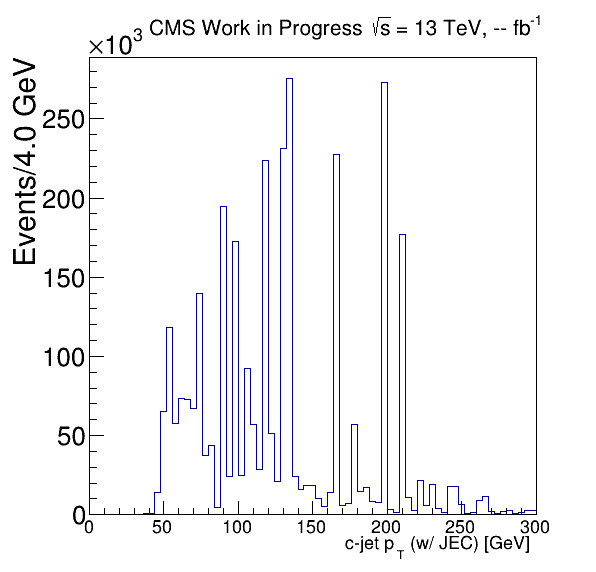 ×10³ CMS Work in Progress √s = 13 TeV, -- fb⁻¹
Events/4.0 GeV
250
200
150
100
50
0
0 50 100 150 200 250 300
c-jet p_T (w/ JEC) [GeV]